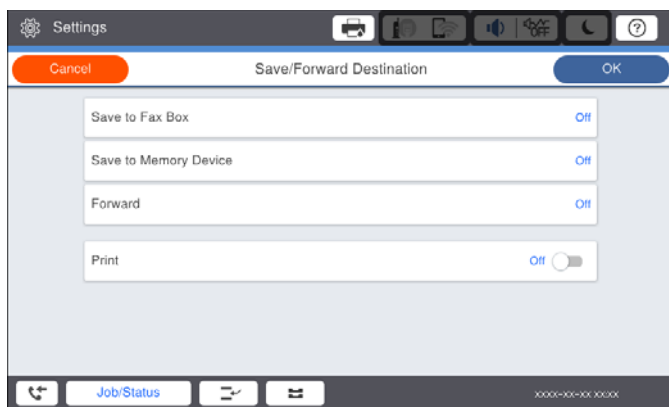 Settings
OFF
?
Cancel
Save/Forward Destination
OK
Save to Fax Box
Off
Save to Memory Device
Off
Forward
Off
Print
Off
Job/Status
xxxx-xx-xx xx:xx